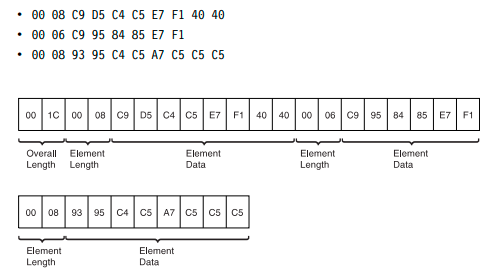 • 00 08 C9 D5 C4 C5 E7 F1 40 40
• 00 06 C9 95 84 85 E7 F1
• 00 08 93 95 C4 C5 A7 C5 C5 C5
00 1C 00 08 C9 D5 C4 C5 E7 F1 40 40 00 06 C9 95 84 85 E7 F1
Overall Element Element Element Element
Length Length Data Length Data
00 08 93 95 C4 C5 A7 C5 C5 C5
Element Element
Length Data